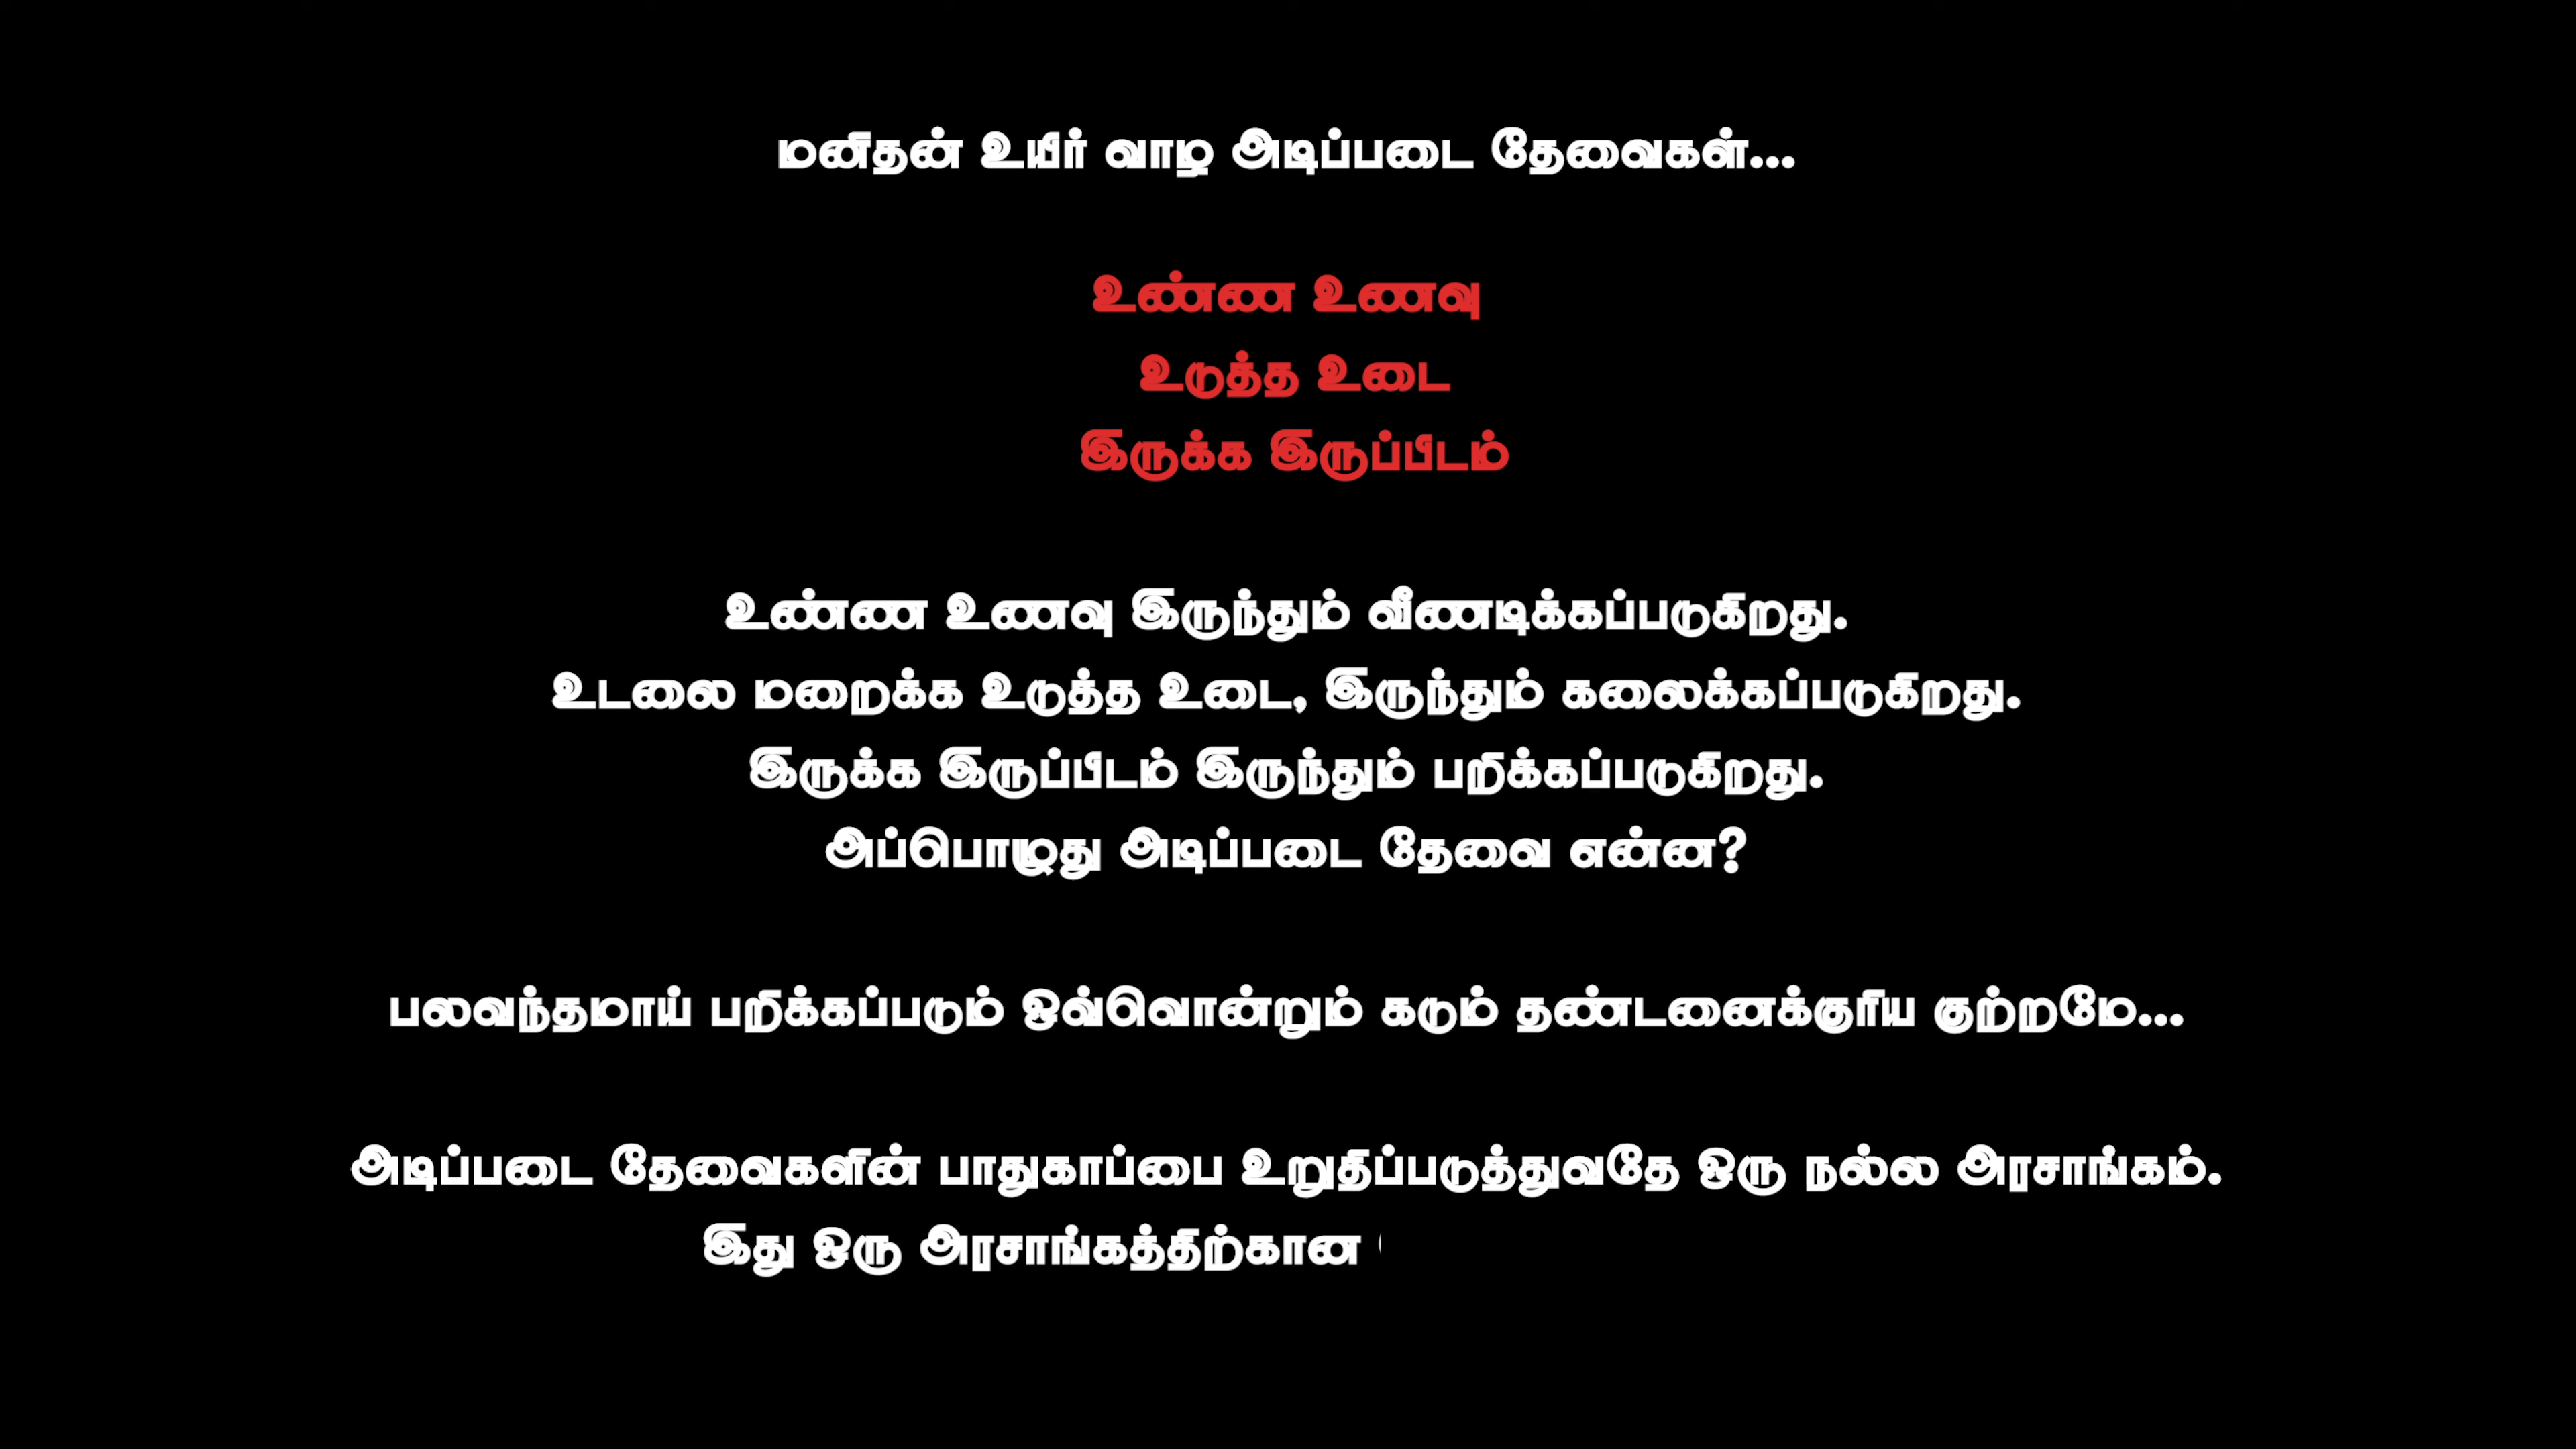 மனிதன் உயிர் வாழ அடிப்படை தேவைகள்...
உண்ண உணவு
உடுத்த உடை
இருக்க இருப்பிடம்
உண்ண உணவு இருந்தும் வீணடிக்கப்படுகிறது.
உடலை மறைக்க உடுத்த உடை, இருந்தும் கலைக்கப்படுகிறது.
இருக்க இருப்பிடம் இருந்தும் பறிக்கப்படுகிறது.
அப்பொழுது அடிப்படை தேவை என்ன?
பலவந்தமாய் பறிக்கப்படும் ஒவ்வொன்றும் கடும் தண்டனைக்குரிய குற்றமே...
அடிப்படை தேவைகளின் பாதுகாப்பை உறுதிப்படுத்துவதே ஒரு நல்ல அரசாங்கம்.
இது ஒரு அரசாங்கத்திற்கான